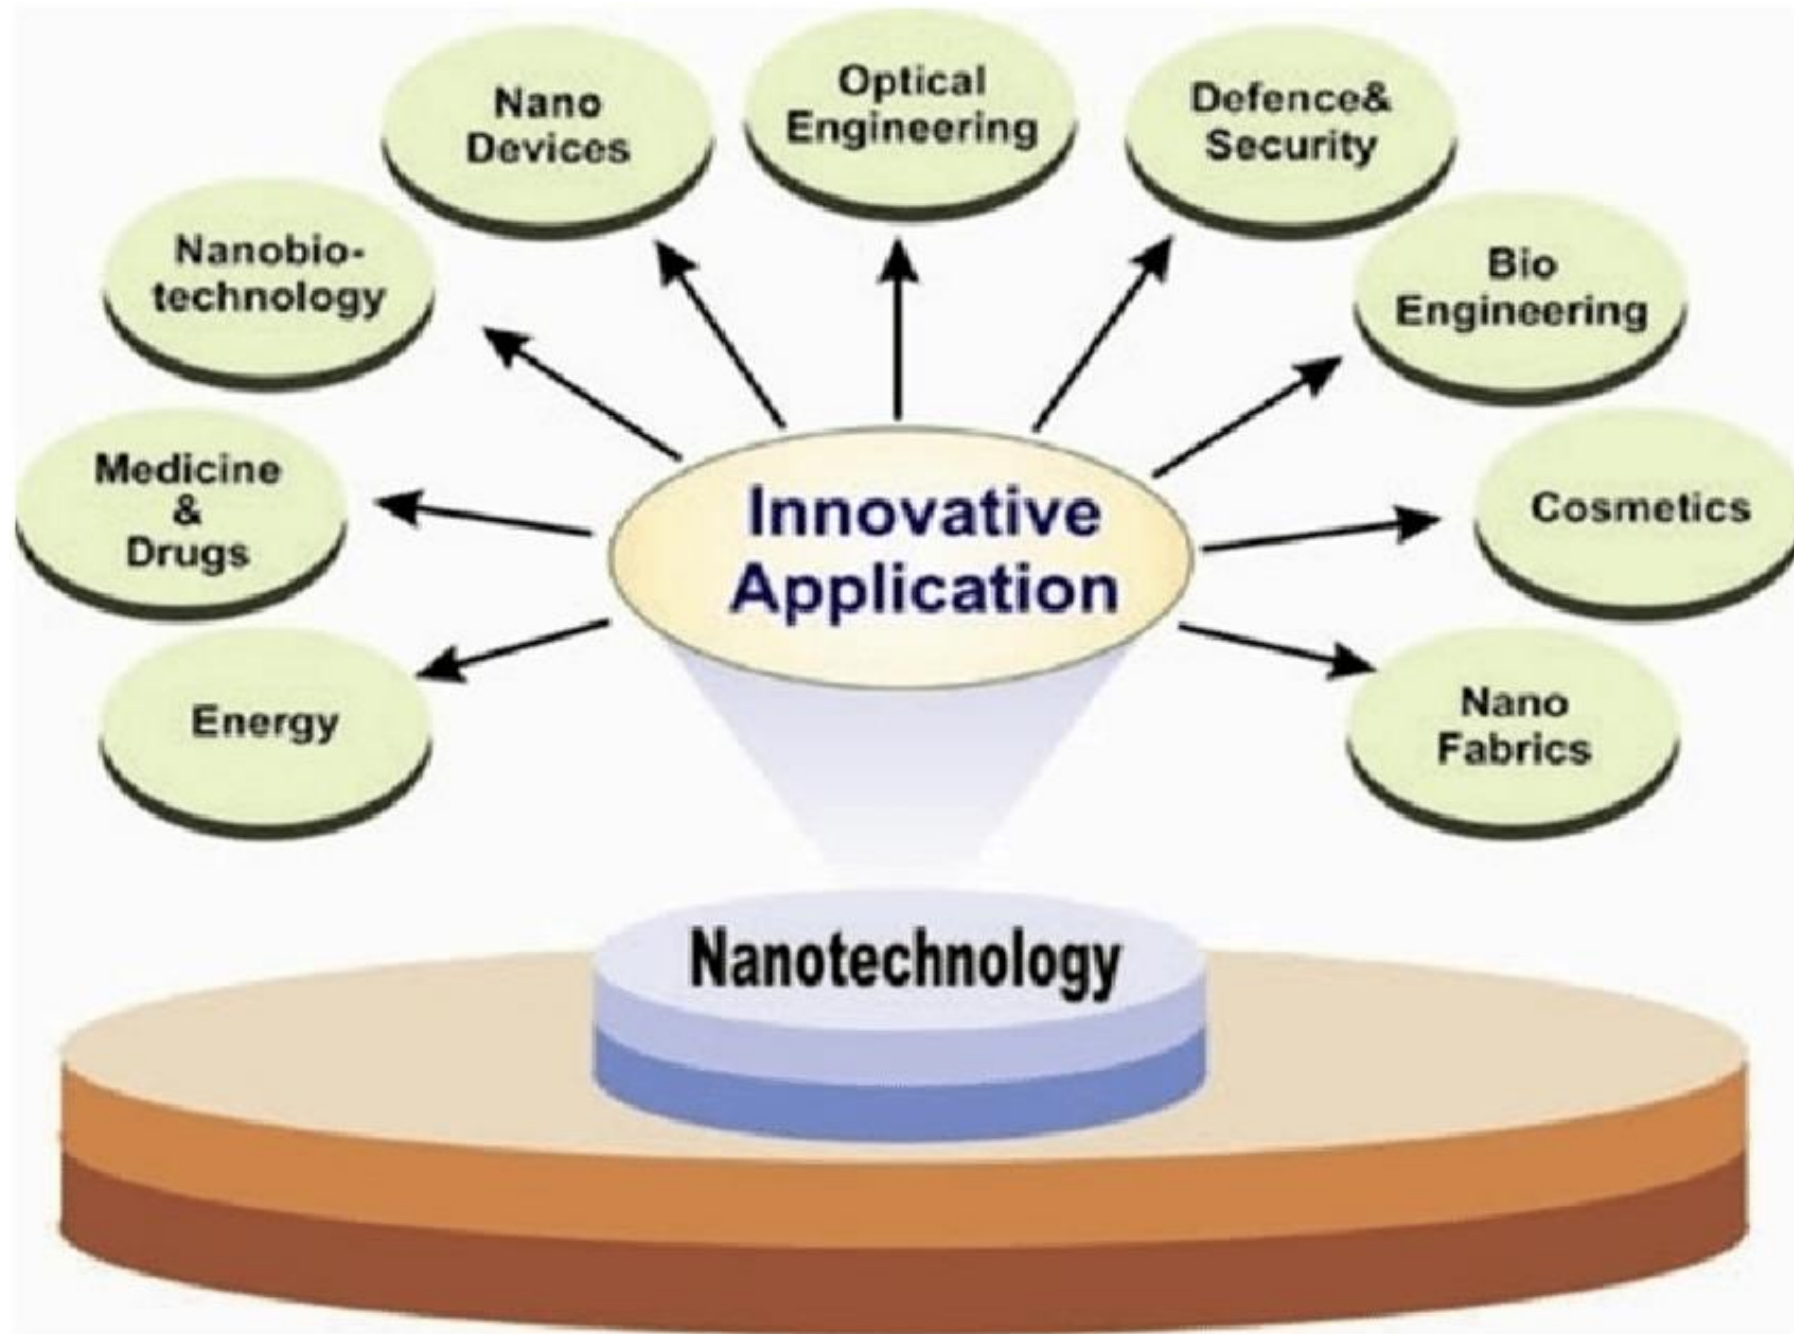 Optical
Engineering
Nano
Devices
Defence&
Security
Nanobio-
technology
Bio
Engineering
Medicine
&
Drugs
Innovative
Application
Cosmetics
Energy
Nano
Fabrics
Nanotechnology